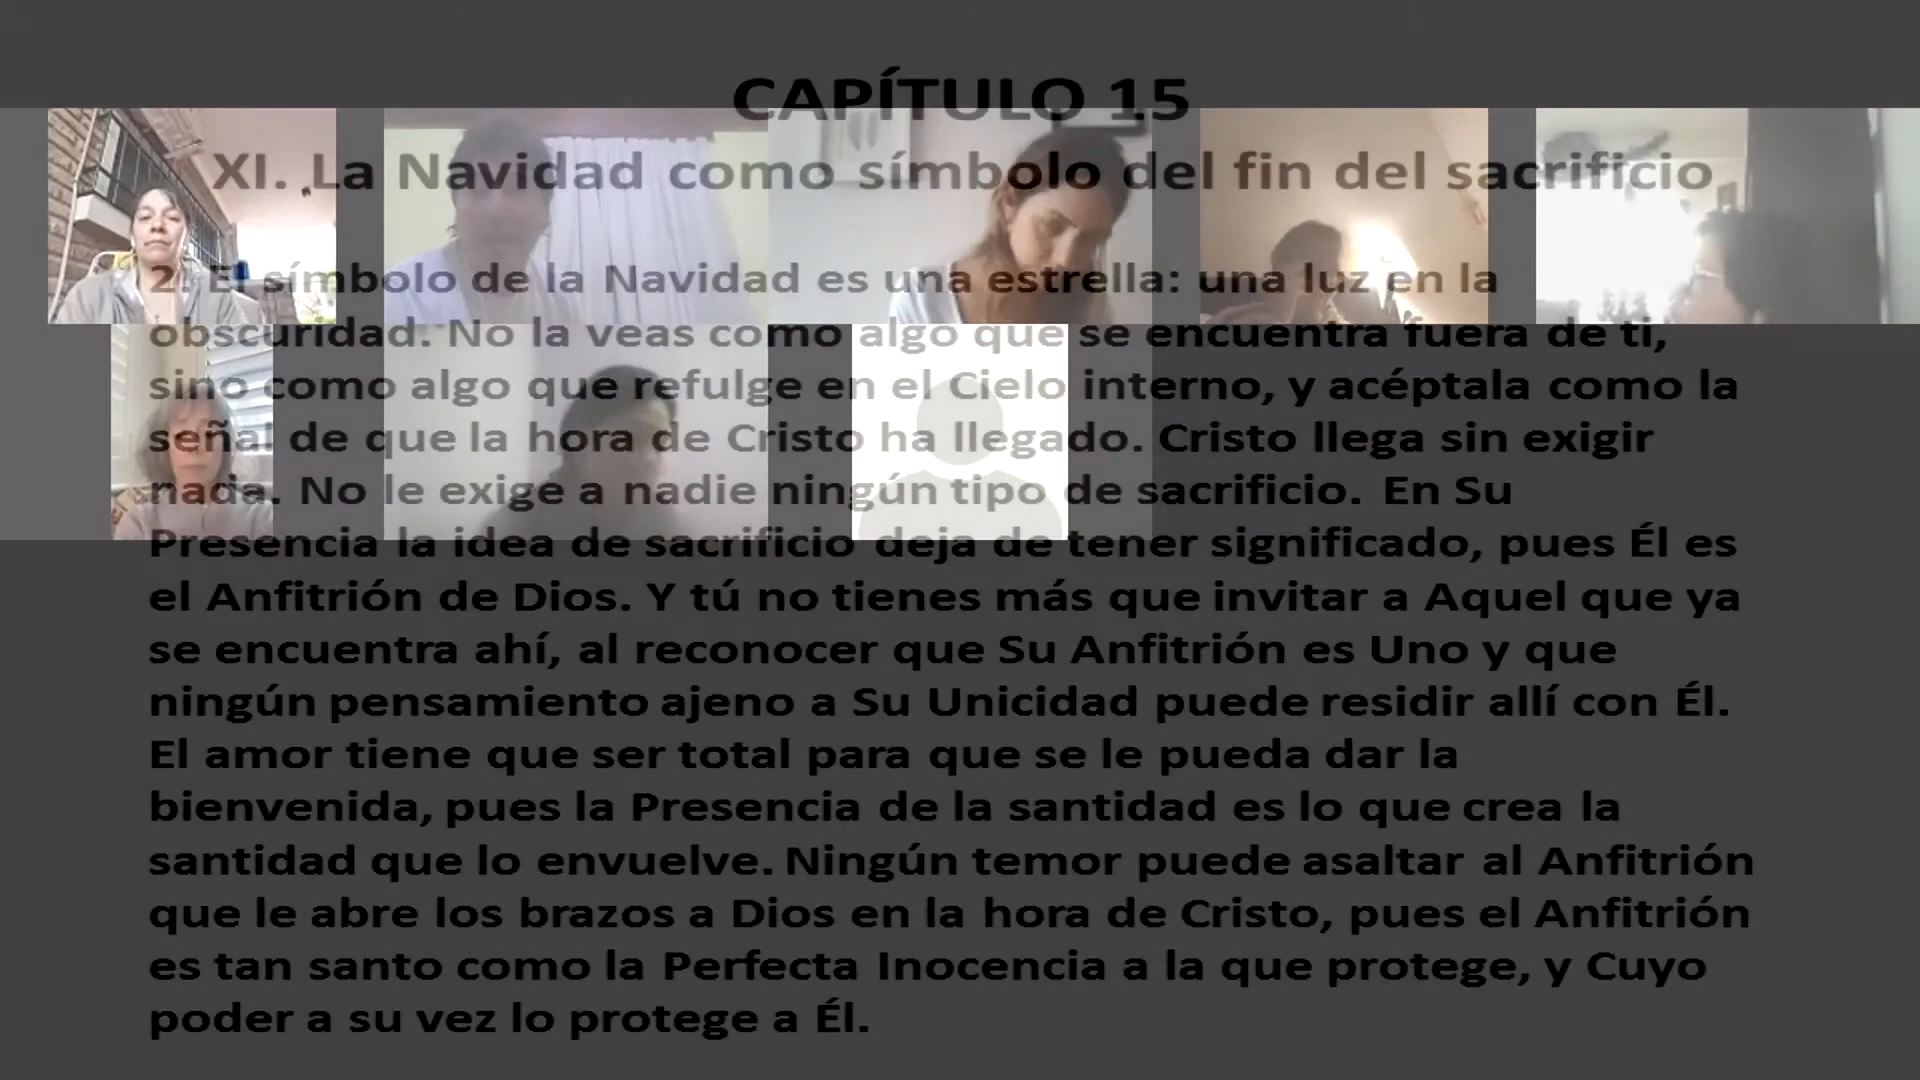 CAPÍTULO 15
XI. La Navidad como símbolo del fin del sacrificio
2. El símbolo de la Navidad es una estrella: una luz en la
obscuridad. No la veas como algo que se encuentra fuera de ti,
sino como algo que refulge en el Cielo interno, y acéptala como la
señal de que la hora de Cristo ha llegado. Cristo llega sin exigir
nada. No le exige a nadie ningún tipo de sacrificio. En Su
Presencia la idea de sacrificio deja de tener significado, pues Él es
el Anfitrión de Dios. Y tú no tienes más que invitar a Aquel que ya
se encuentra ahí, al reconocer que Su Anfitrión es Uno y que
ningún pensamiento ajeno a Su Unicidad puede residir allí con Él.
El amor tiene que ser total para que se le pueda dar la
bienvenida, pues la Presencia de la santidad es lo que crea la
santidad que lo envuelve. Ningún temor puede asaltar al Anfitrión
que le abre los brazos a Dios en la hora de Cristo, pues el Anfitrión
es tan santo como la Perfecta Inocencia a la que protege, y Cuyo
poder a su vez lo protege a Él.